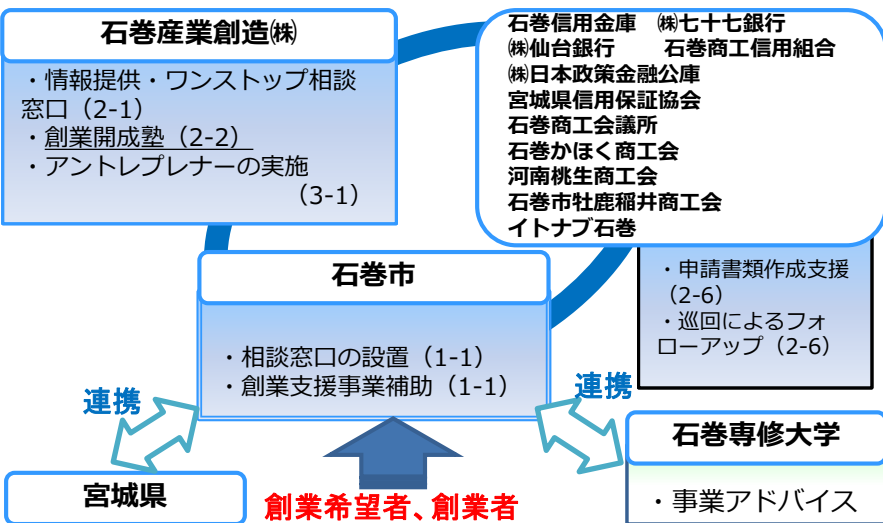 石巻産業創造㈱
・情報提供・ワンストップ相談
窓口（2-1）
・創業開成塾（2-2）
・アントレプレナーの実施
（3-1）
石巻信用金庫　㈱七十七銀行
㈱仙台銀行　　石巻商工信用組合
㈱日本政策金融公庫
宮城県信用保証協会
石巻商工会議所
石巻かほく商工会
河南桃生商工会
石巻市牡鹿稲井商工会
イトナブ石巻
・申請書類作成支援
（2-6）
・巡回によるフォ
ローアップ（2-6）
石巻市
・相談窓口の設置（1-1）
・創業支援事業補助（1-1）
連携
連携
宮城県
創業希望者、創業者
石巻専修大学
・事業アドバイス